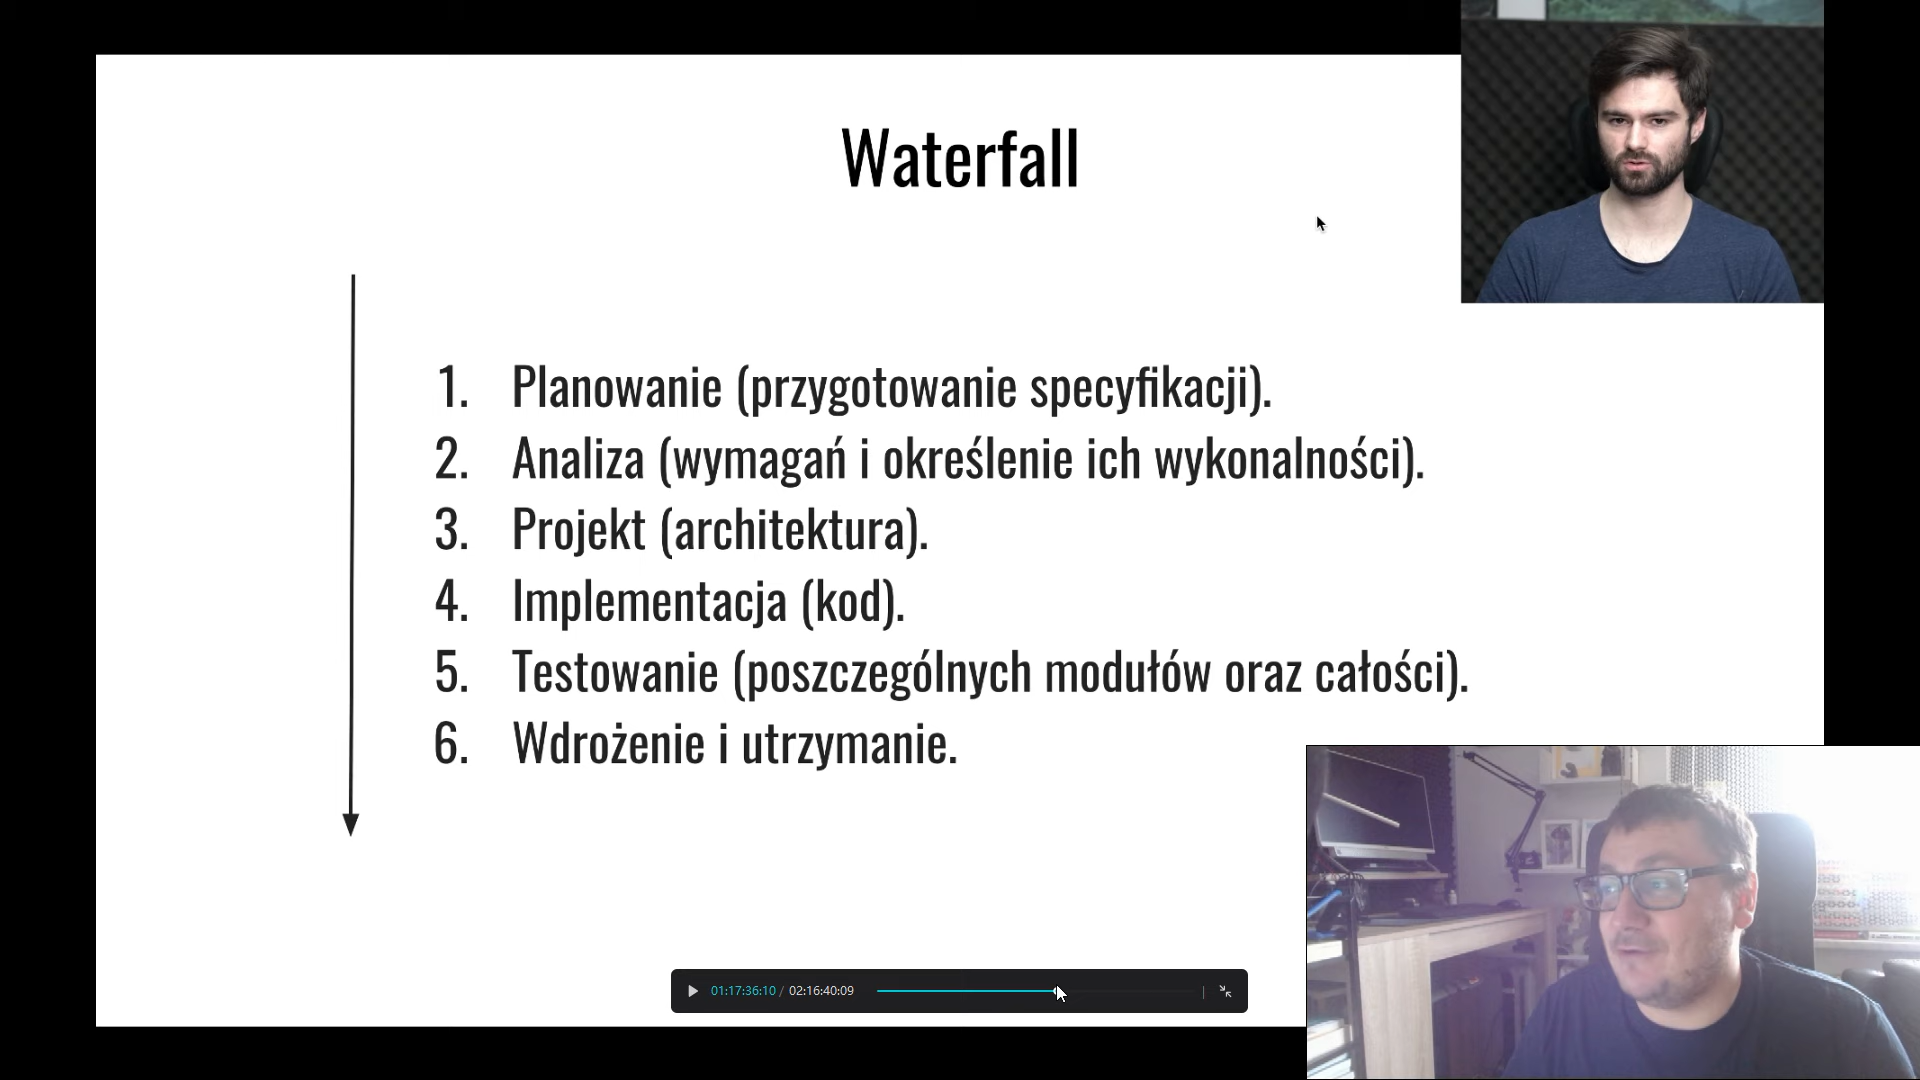 Waterfall
1. Planowanie (przygotowanie specyfikacji).
2. Analiza (wymagań i określenie ich wykonalności).
3. Projekt (architektura).
4. Implementacja (kod).
5. Testowanie (poszczególnych modułów oraz całości).
6. Wdrożenie i utrzymanie.
01:17:36:10 / 02:16:40:09